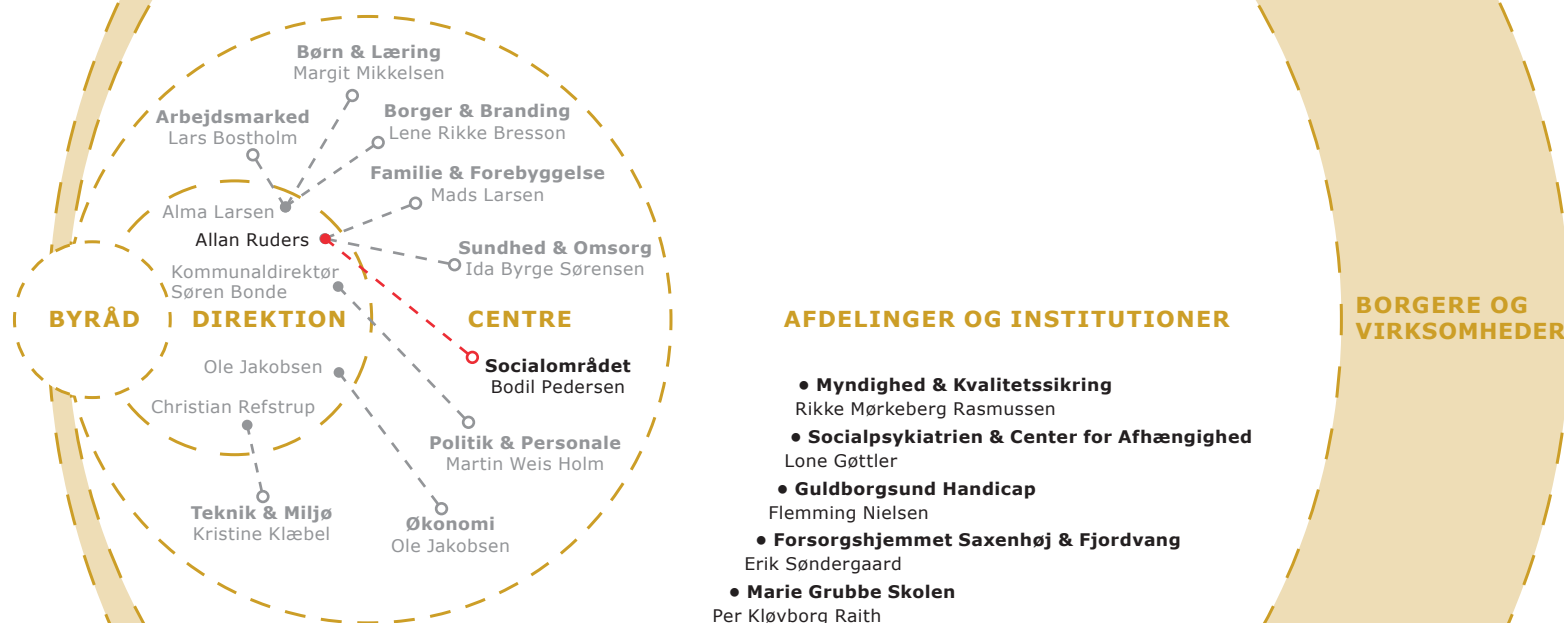 Børn & Læring
Margit Mikkelsen
Arbejdsmarked
Lars Bostholm
Borger & Branding
Lene Rikke Bresson
Familie & Forebyggelse
Mads Larsen
Alma Larsen
Allan Ruders
Sundhed & Omsorg
Ida Byrge Sørensen
Kommunaldirektør
Søren Bonde
BYRÅD
DIREKTION
CENTRE
AFDELINGER OG INSTITUTIONER
BORGERE OG
VIRKSOMHEDER
Ole Jakobsen
Socialområdet
Bodil Pedersen
Christian Refstrup
Politik & Personale
Martin Weis Holm
Teknik & Miljø
Kristine Klæbel
Økonomi
Ole Jakobsen
• Myndighed & Kvalitetssikring
Rikke Mørkeberg Rasmussen
• Socialpsykiatrien & Center for Afhængighed
Lone Gøttler
• Guldborgsund Handicap
Flemming Nielsen
• Forsorgshjemmet Saxenhøj & Fjordvang
Erik Søndergaard
• Marie Grubbe Skolen
Per Kløvborg Raith